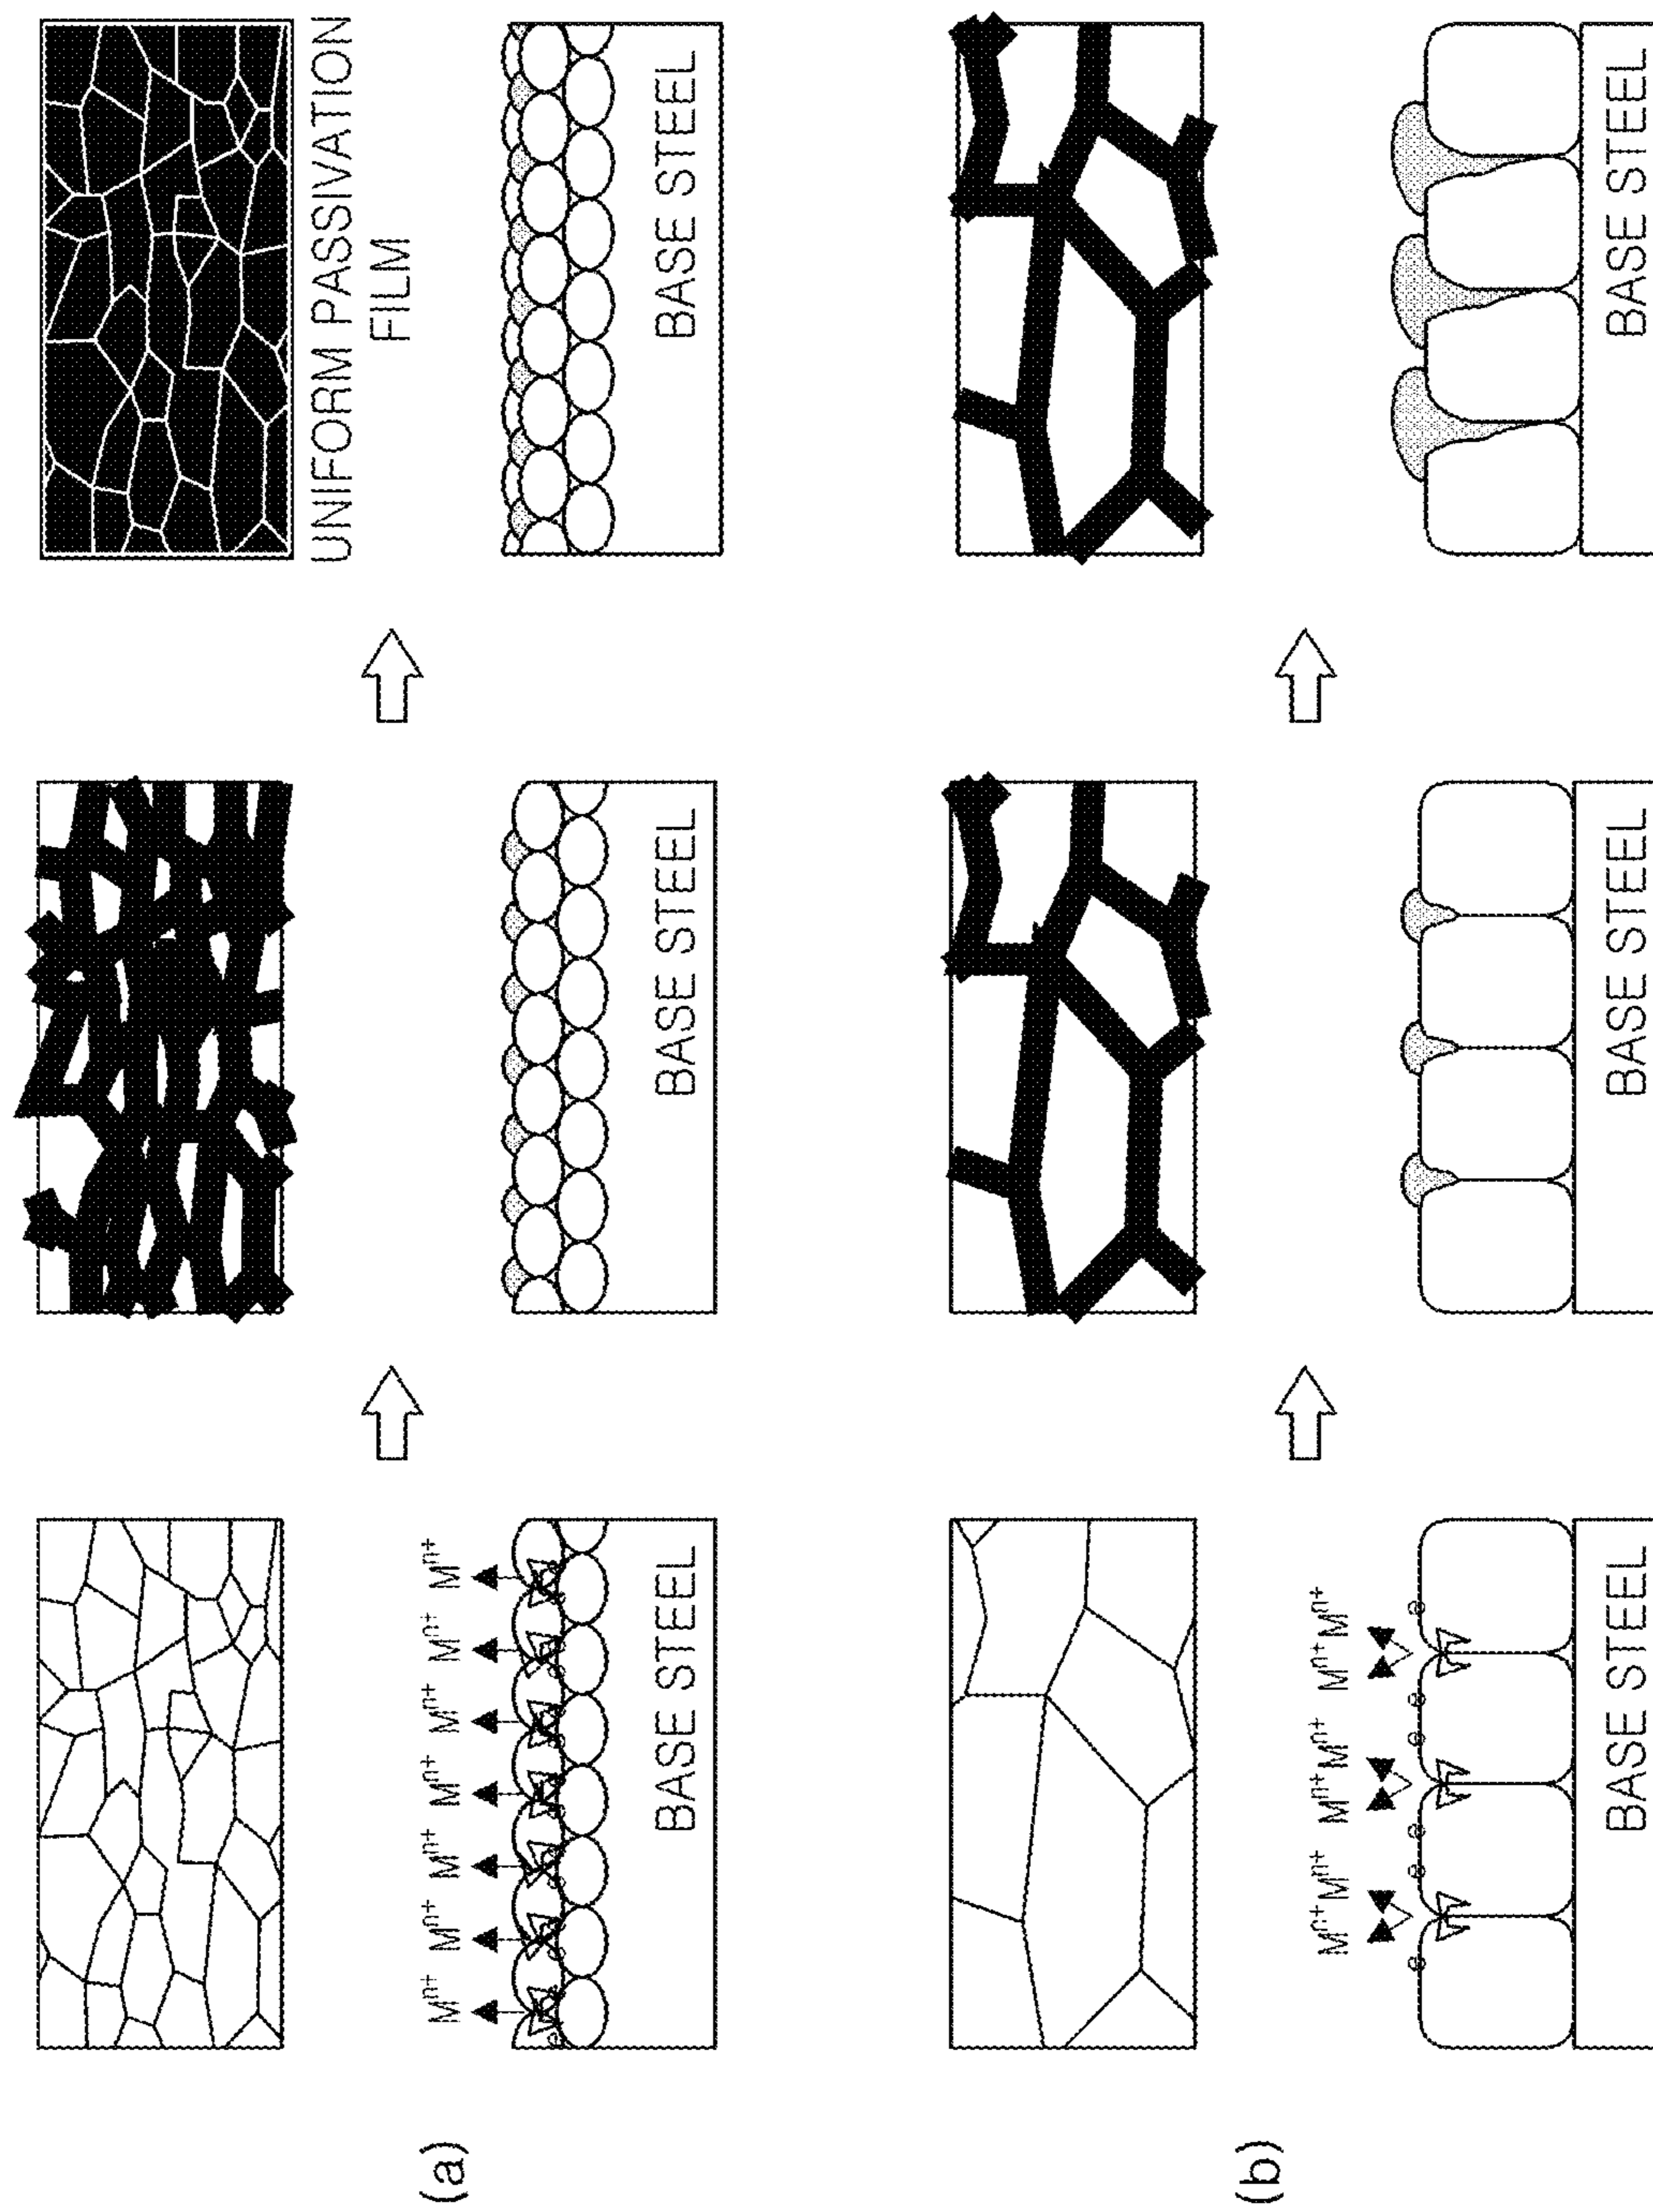 UNIFORM PASSIVATION
FILM
(a)
Mⁿ⁺ Mⁿ⁺ Mⁿ⁺ Mⁿ⁺ Mⁿ⁺ Mⁿ⁺ Mⁿ⁺
BASE STEEL
BASE STEEL
BASE STEEL
(b)
Mⁿ⁺Mⁿ⁺ Mⁿ⁺Mⁿ⁺ Mⁿ⁺Mⁿ⁺
BASE STEEL
BASE STEEL
BASE STEEL